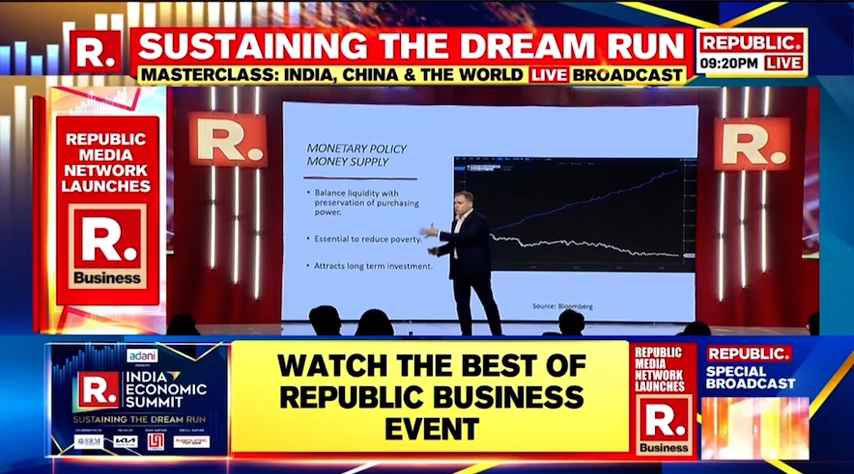 R.
SUSTAINING THE DREAM RUN
MASTERCLASS: INDIA, CHINA & THE WORLD LIVE BROADCAST
REPUBLIC.
09:20PM LIVE
REPUBLIC
MEDIA
NETWORK
LAUNCHES
R.
Business
R.
MONETARY POLICY
MONEY SUPPLY
• Balance liquidity with
preservation of purchasing
power.
• Essential to reduce poverty.
• Attracts long term investment.
Source: Bloomberg
R.
adani
R.
INDIA
ECONOMIC
SUMMIT
SUSTAINING THE DREAM RUN
SRM
KIA
WATCH THE BEST OF
REPUBLIC BUSINESS
EVENT
REPUBLIC
MEDIA
NETWORK
LAUNCHES
R.
Business
REPUBLIC.
SPECIAL
BROADCAST